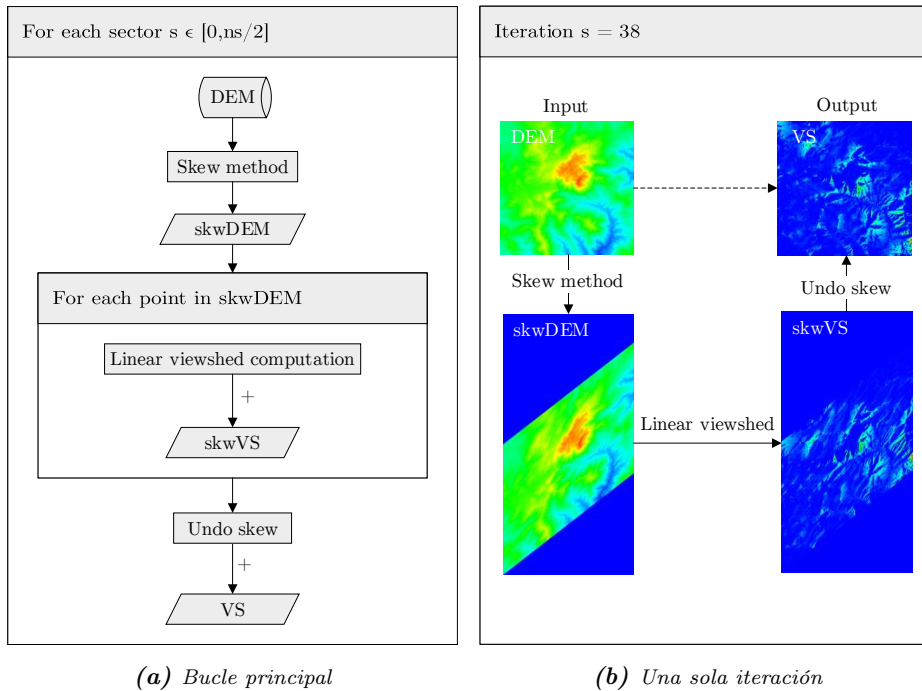 For each sector s ϵ [0,ns/2]
DEM
Skew method
skwDEM
For each point in skwDEM
Linear viewshed computation
+
skwVS
Undo skew
+
VS
(a) Bucle principal
Iteration s = 38
Input
Output
DEM
VS
Skew method
Undo skew
skwDEM
skwVS
Linear viewshed
(b) Una sola iteración